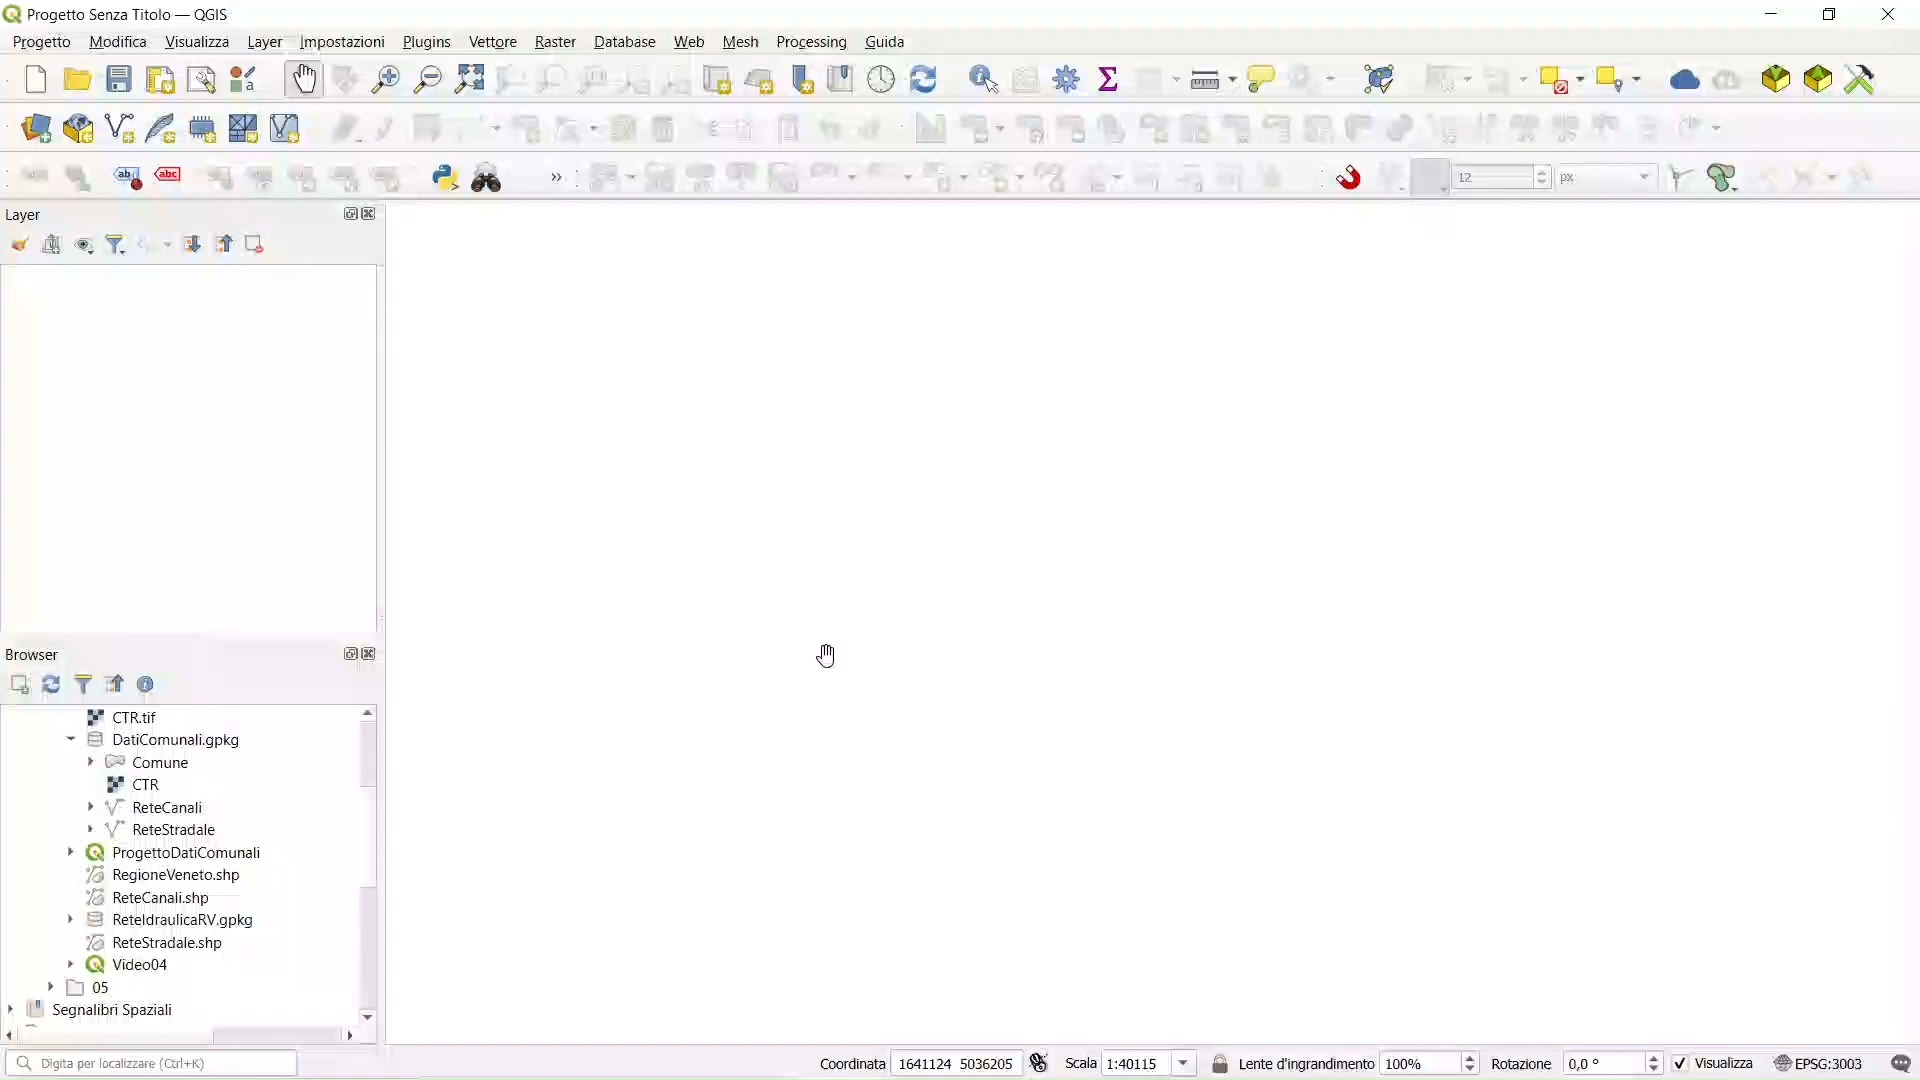 Progetto Senza Titolo — QGIS
Progetto Modifica Visualizza Layer Impostazioni Plugins Vettore Raster Database Web Mesh Processing Guida
12 px
Layer
Browser
CTR.tif
DatiComunali.gpkg
Comune
CTR
ReteCanali
ReteStradale
ProgettoDatiComunali
RegioneVeneto.shp
ReteCanali.shp
ReteIdraulicaRV.gpkg
ReteStradale.shp
Video04
05
Segnalibri Spaziali
Digita per localizzare (Ctrl+K) Coordinata 1641124 5036205 Scala 1:40115 Lente d'ingrandimento 100% Rotazione 0,0 ° Visualizza EPSG:3003